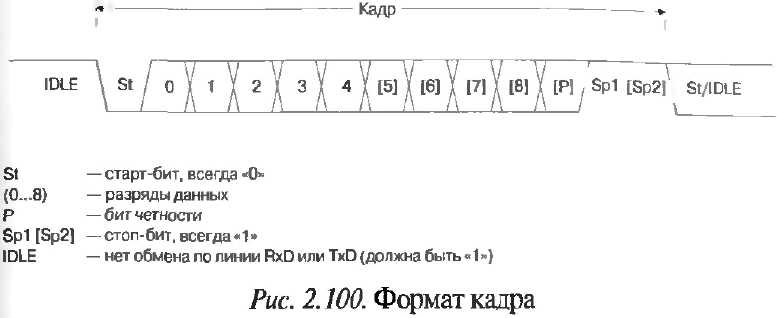 Кадр
IDLE St 0 1 2 3 4 [5] [6] [7] [8] [P] Sp1 [Sp2] St/IDLE
St — старт-бит, всегда «0»
(0...8) — разряды данных
P — бит четности
Sp1 [Sp2] — стоп-бит, всегда «1»
IDLE — нет обмена по линии RxD или TxD (должна быть «1»)
Рис. 2.100. Формат кадра